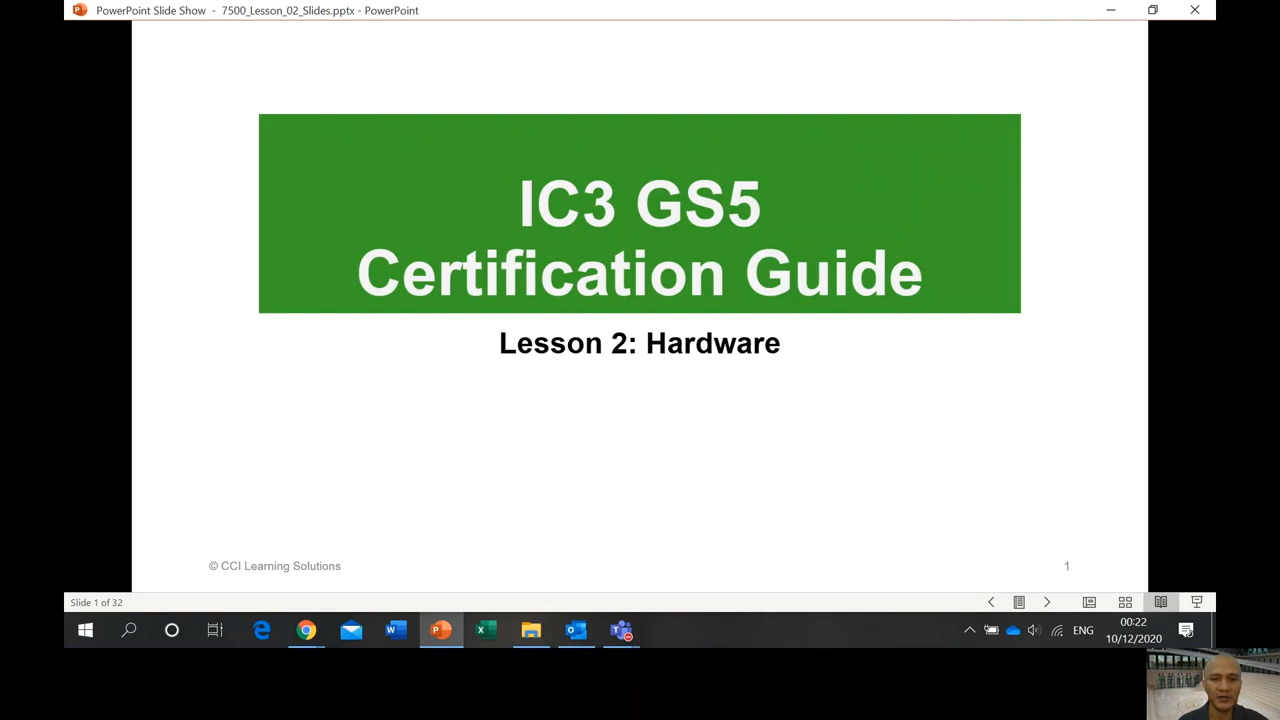 PowerPoint Slide Show - 7500_Lesson_02_Slides.pptx - PowerPoint
IC3 GS5
Certification Guide
Lesson 2: Hardware
© CCI Learning Solutions
1
Slide 1 of 32
00:22
ENG
10/12/2020